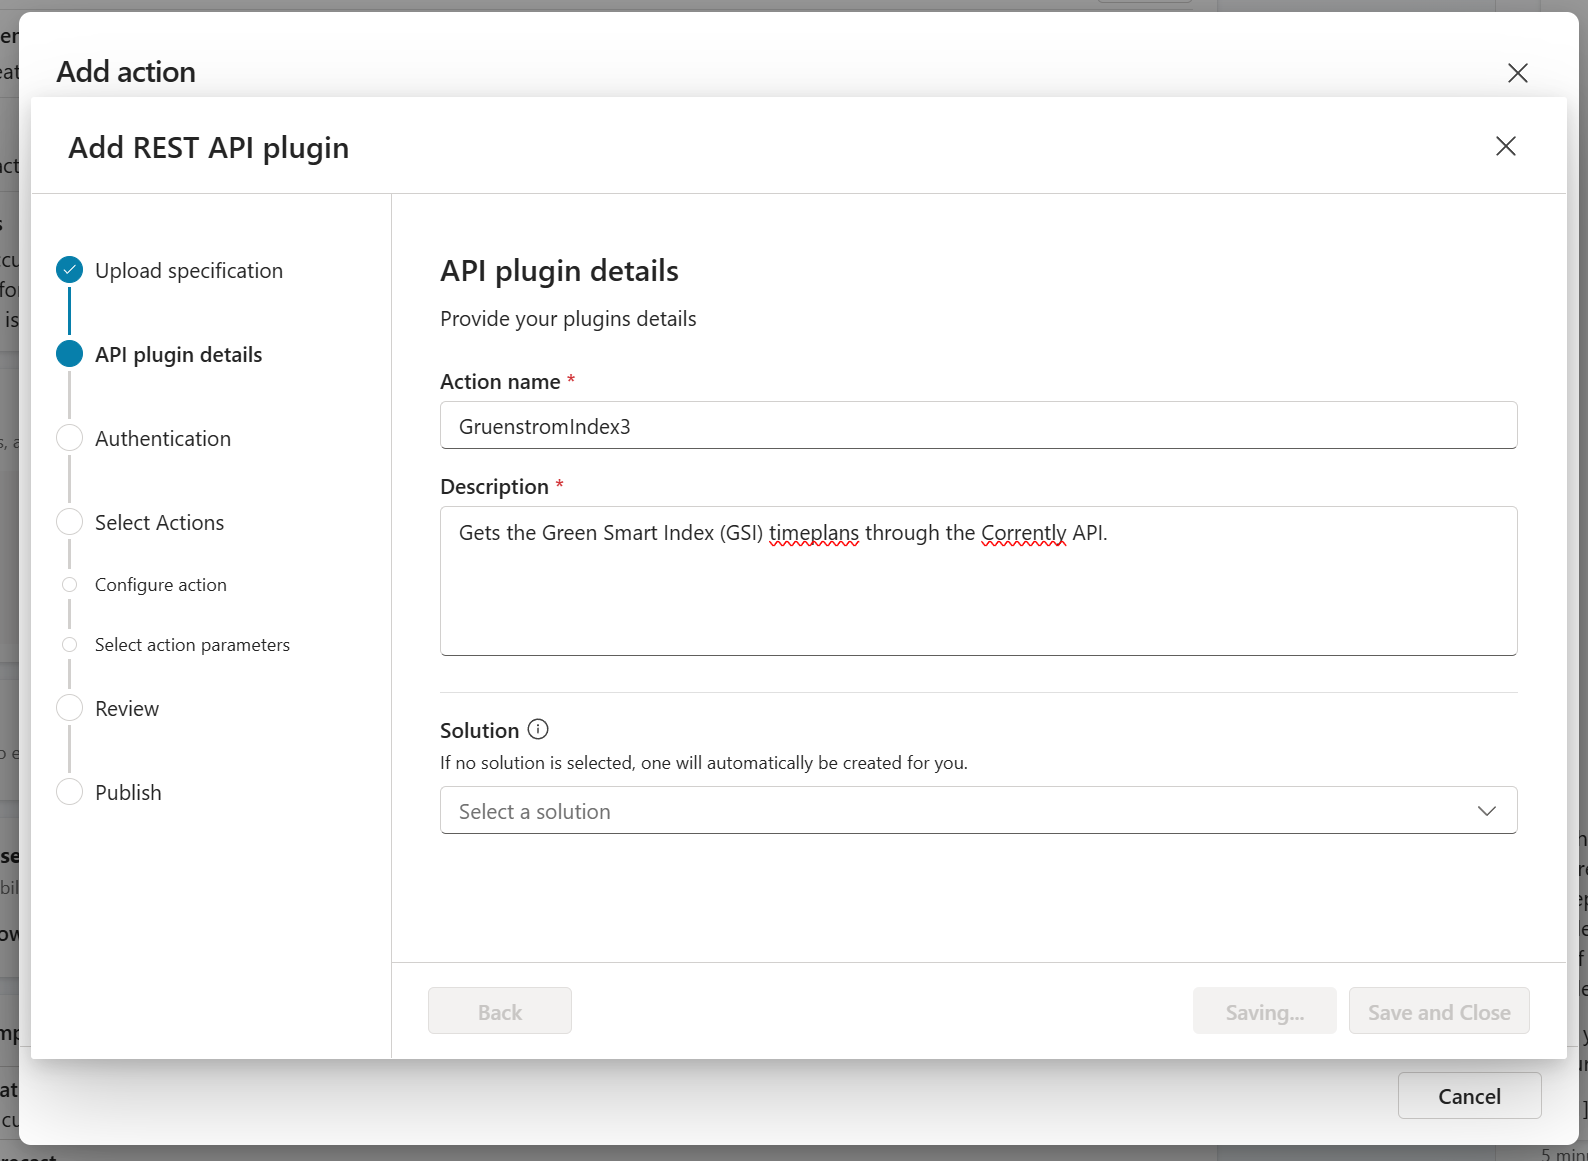 Add action
Add REST API plugin
Upload specification
API plugin details
Authentication
Select Actions
Configure action
Select action parameters
Review
Publish
API plugin details
Provide your plugins details
Action name *
GruenstromIndex3
Description *
Gets the Green Smart Index (GSI) timeplans through the Corrently API.
Solution
If no solution is selected, one will automatically be created for you.
Select a solution
Back
Saving...
Save and Close
Cancel